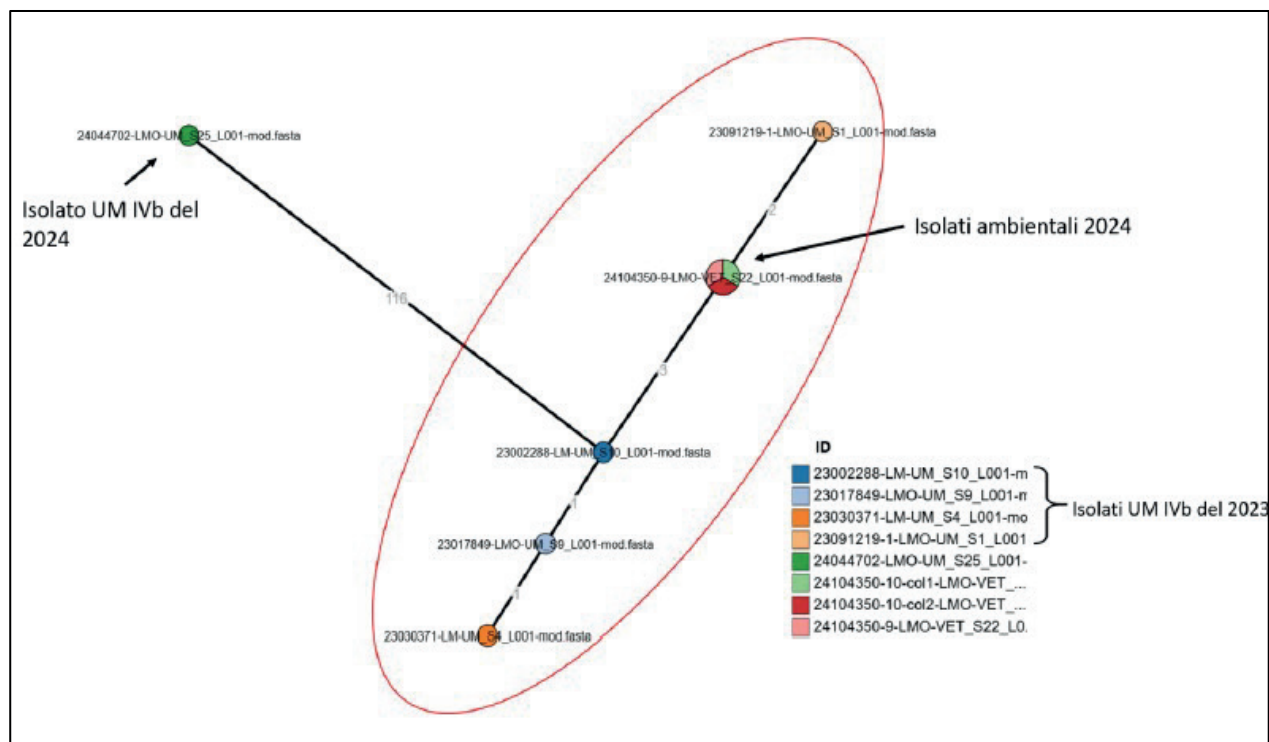 23091219-1-LMO-UM_S1_L001-mod.fasta
24044702-LMO-UM_S25_L001-mod.fasta
Isolato UM IVb del
2024
2
Isolati ambientali 2024
24104350-9-LMO-VET_S22_L001-mod.fasta
116
3
23002288-LM-UM_S10_L001-mod.fasta
1
23017849-LMO-UM_S9_L001-mod.fasta
1
23030371-LM-UM_S4_L001-mod.fasta
ID
23002288-LM-UM_S10_L001-m
23017849-LMO-UM_S9_L001-r
23030371-LM-UM_S4_L001-mo
23091219-1-LMO-UM_S1_L001
24044702-LMO-UM_S25_L001-
24104350-10-col1-LMO-VET_...
24104350-10-col2-LMO-VET_...
24104350-9-LMO-VET_S22_L0.
Isolati UM IVb del 2023